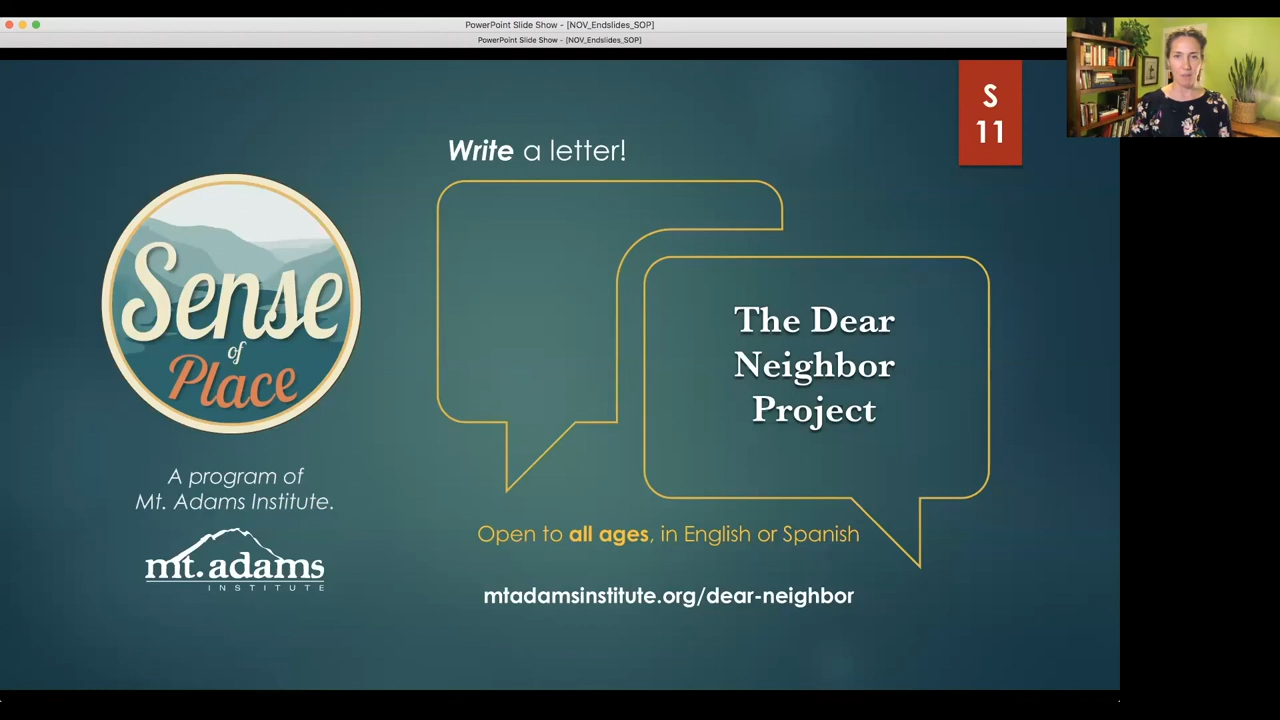 PowerPoint Slide Show - [NOV_Endslides_SOP]
PowerPoint Slide Show - [NOV_Endslides_SOP]
S
11
Write a letter!
Sense
of
Place
The Dear
Neighbor
Project
A program of
Mt. Adams Institute.
mt.adams
INSTITUTE
Open to all ages, in English or Spanish
mtadamsinstitute.org/dear-neighbor